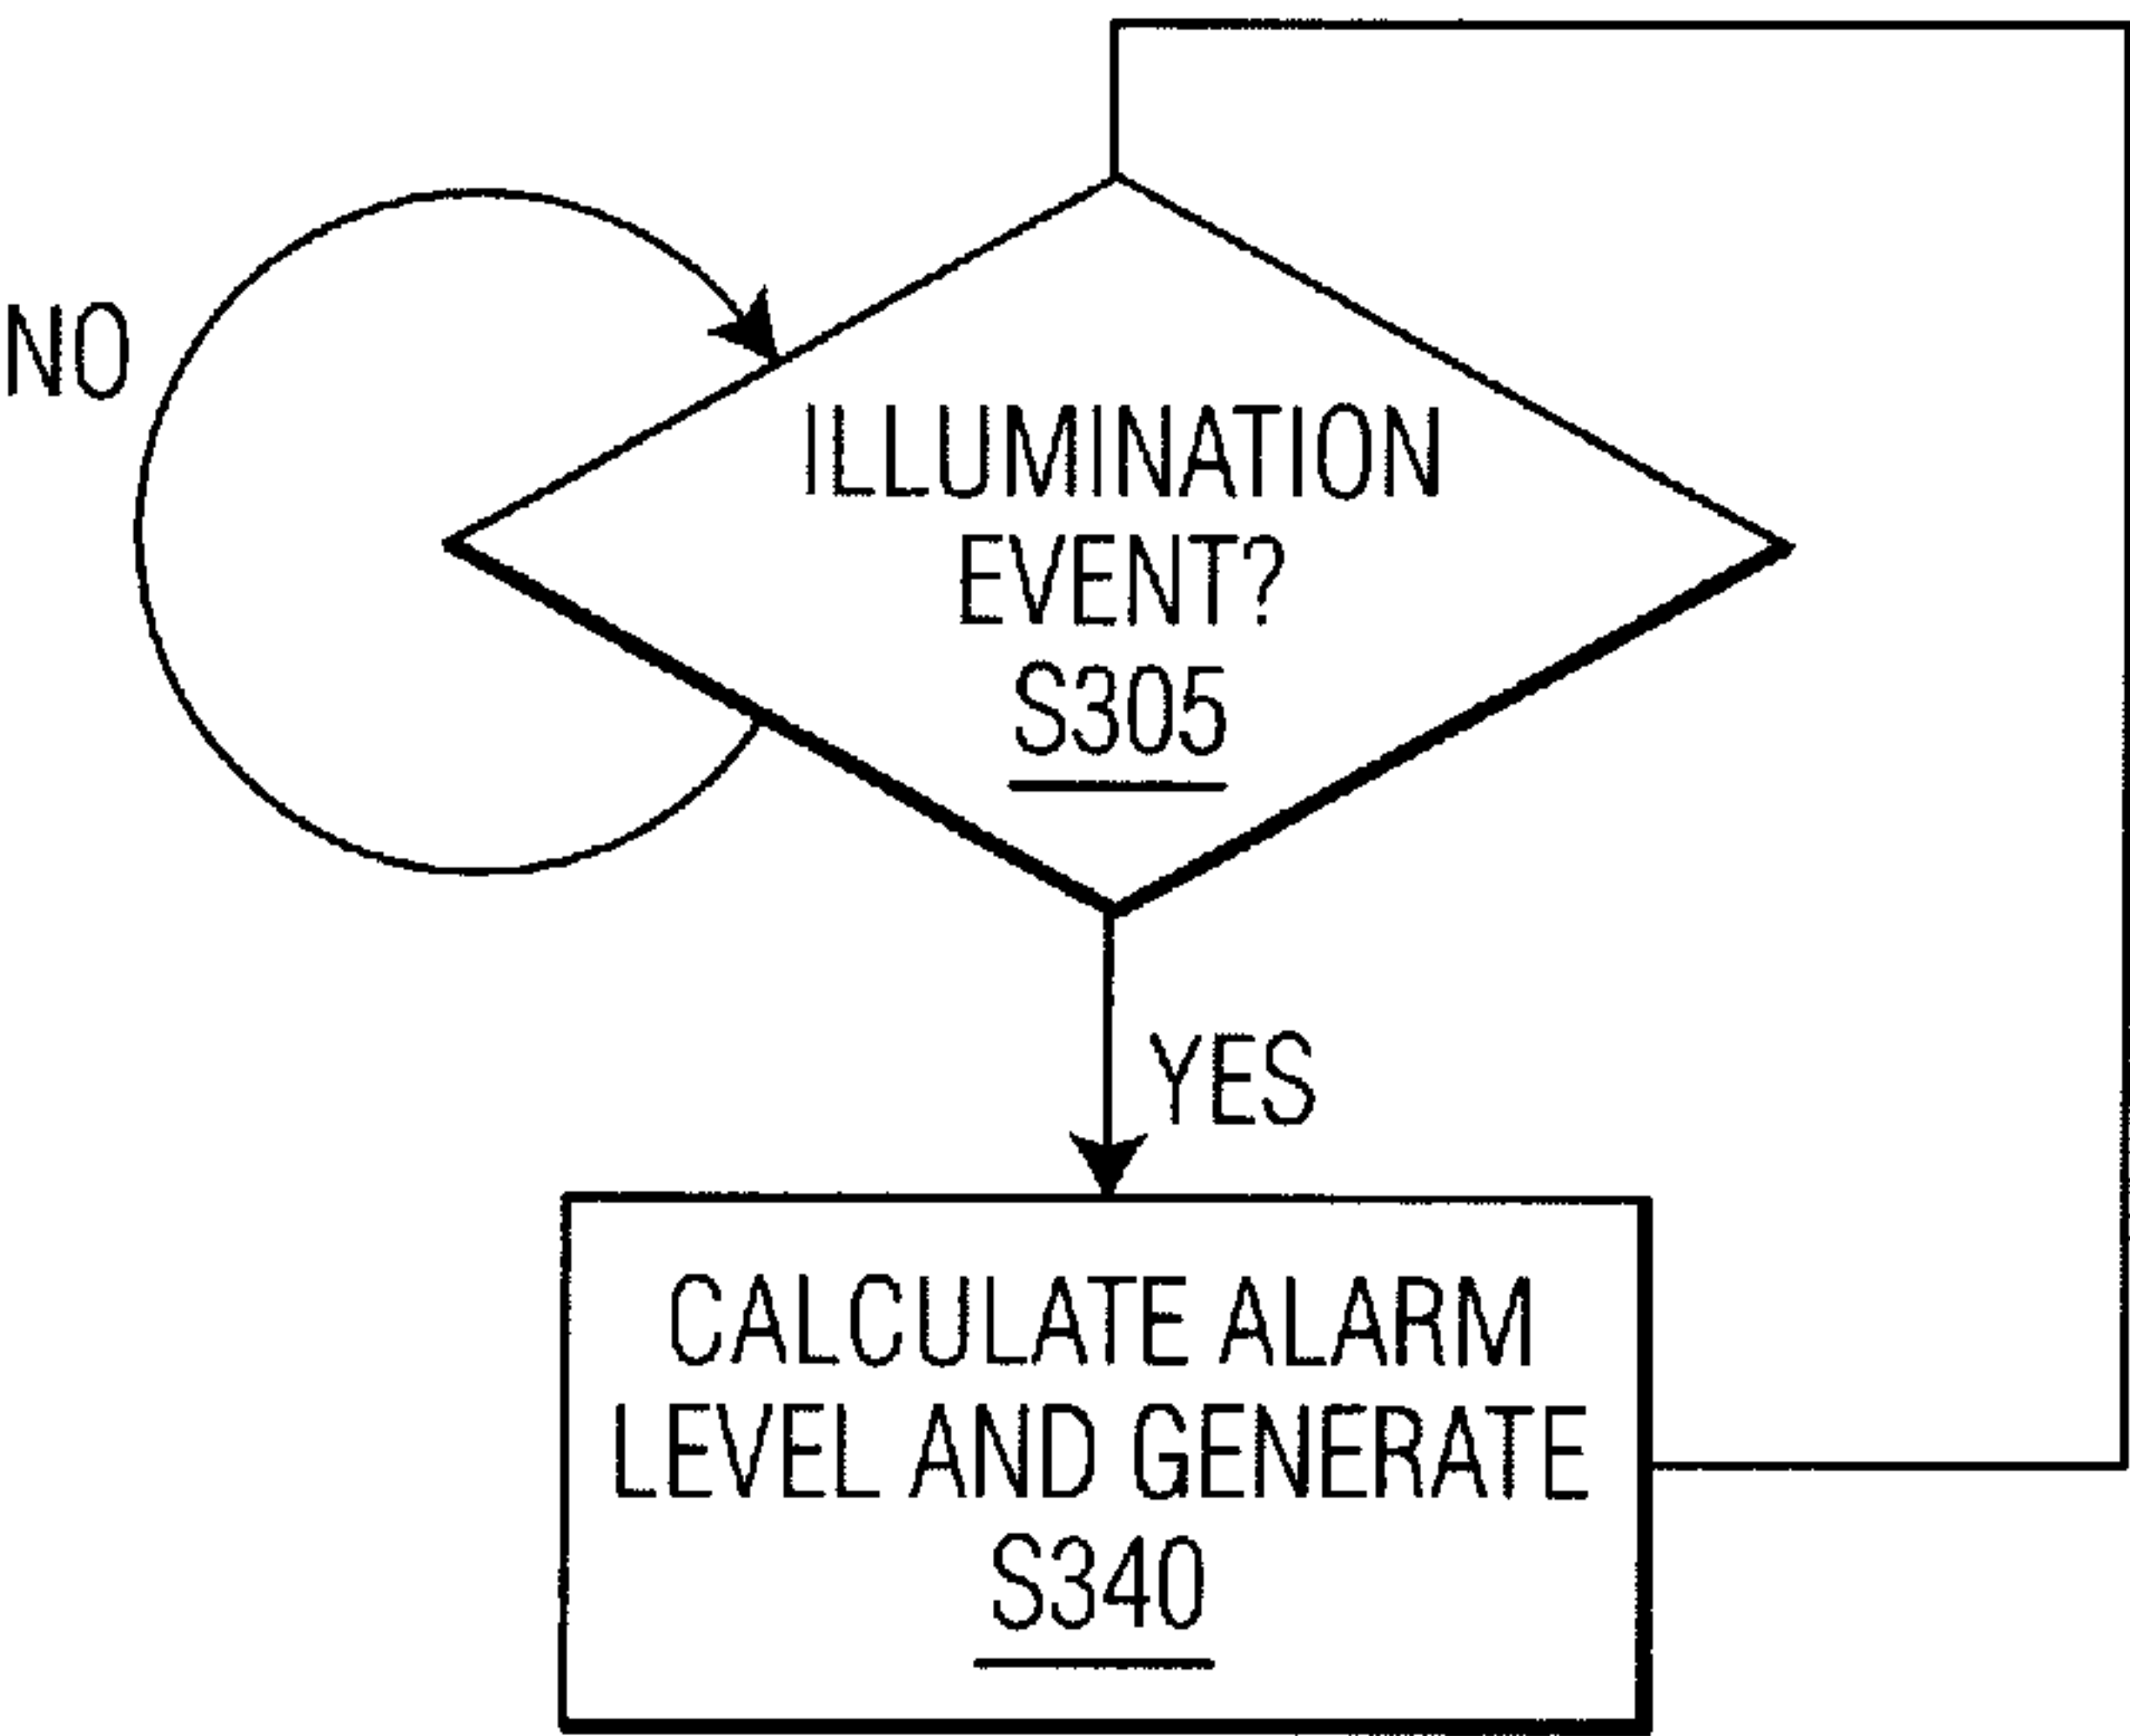 NO
ILLUMINATION
EVENT?
S305
YES
CALCULATE ALARM
LEVEL AND GENERATE
S340